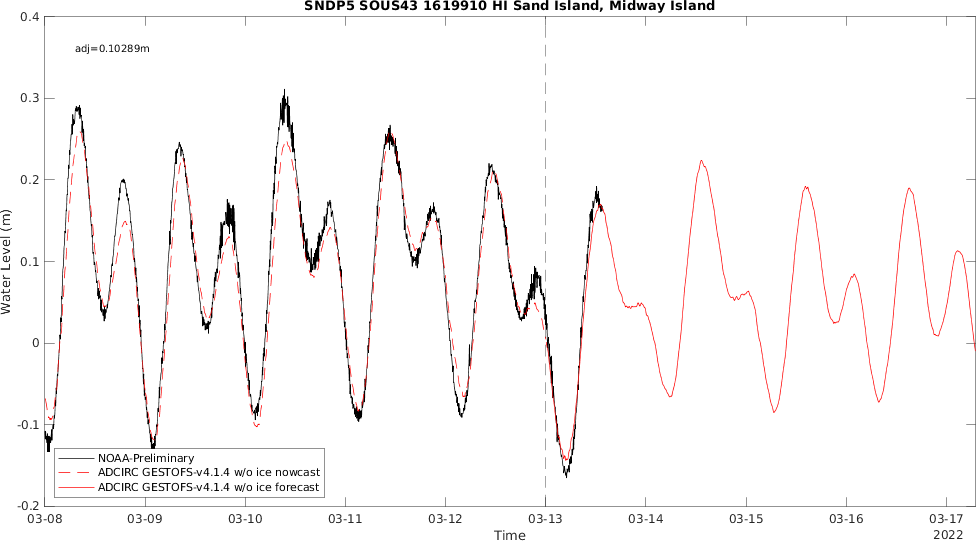 SNDP5 SOUS43 1619910 HI Sand Island, Midway Island
0.4
adj=0.10289m
0.3
0.2
0.1
0
-0.1
-0.2
Water Level (m)
NOAA-Preliminary
ADCIRC GESTOFS-v4.1.4 w/o ice nowcast
ADCIRC GESTOFS-v4.1.4 w/o ice forecast
03-08 03-09 03-10 03-11 03-12 03-13 03-14 03-15 03-16 03-17
Time
2022